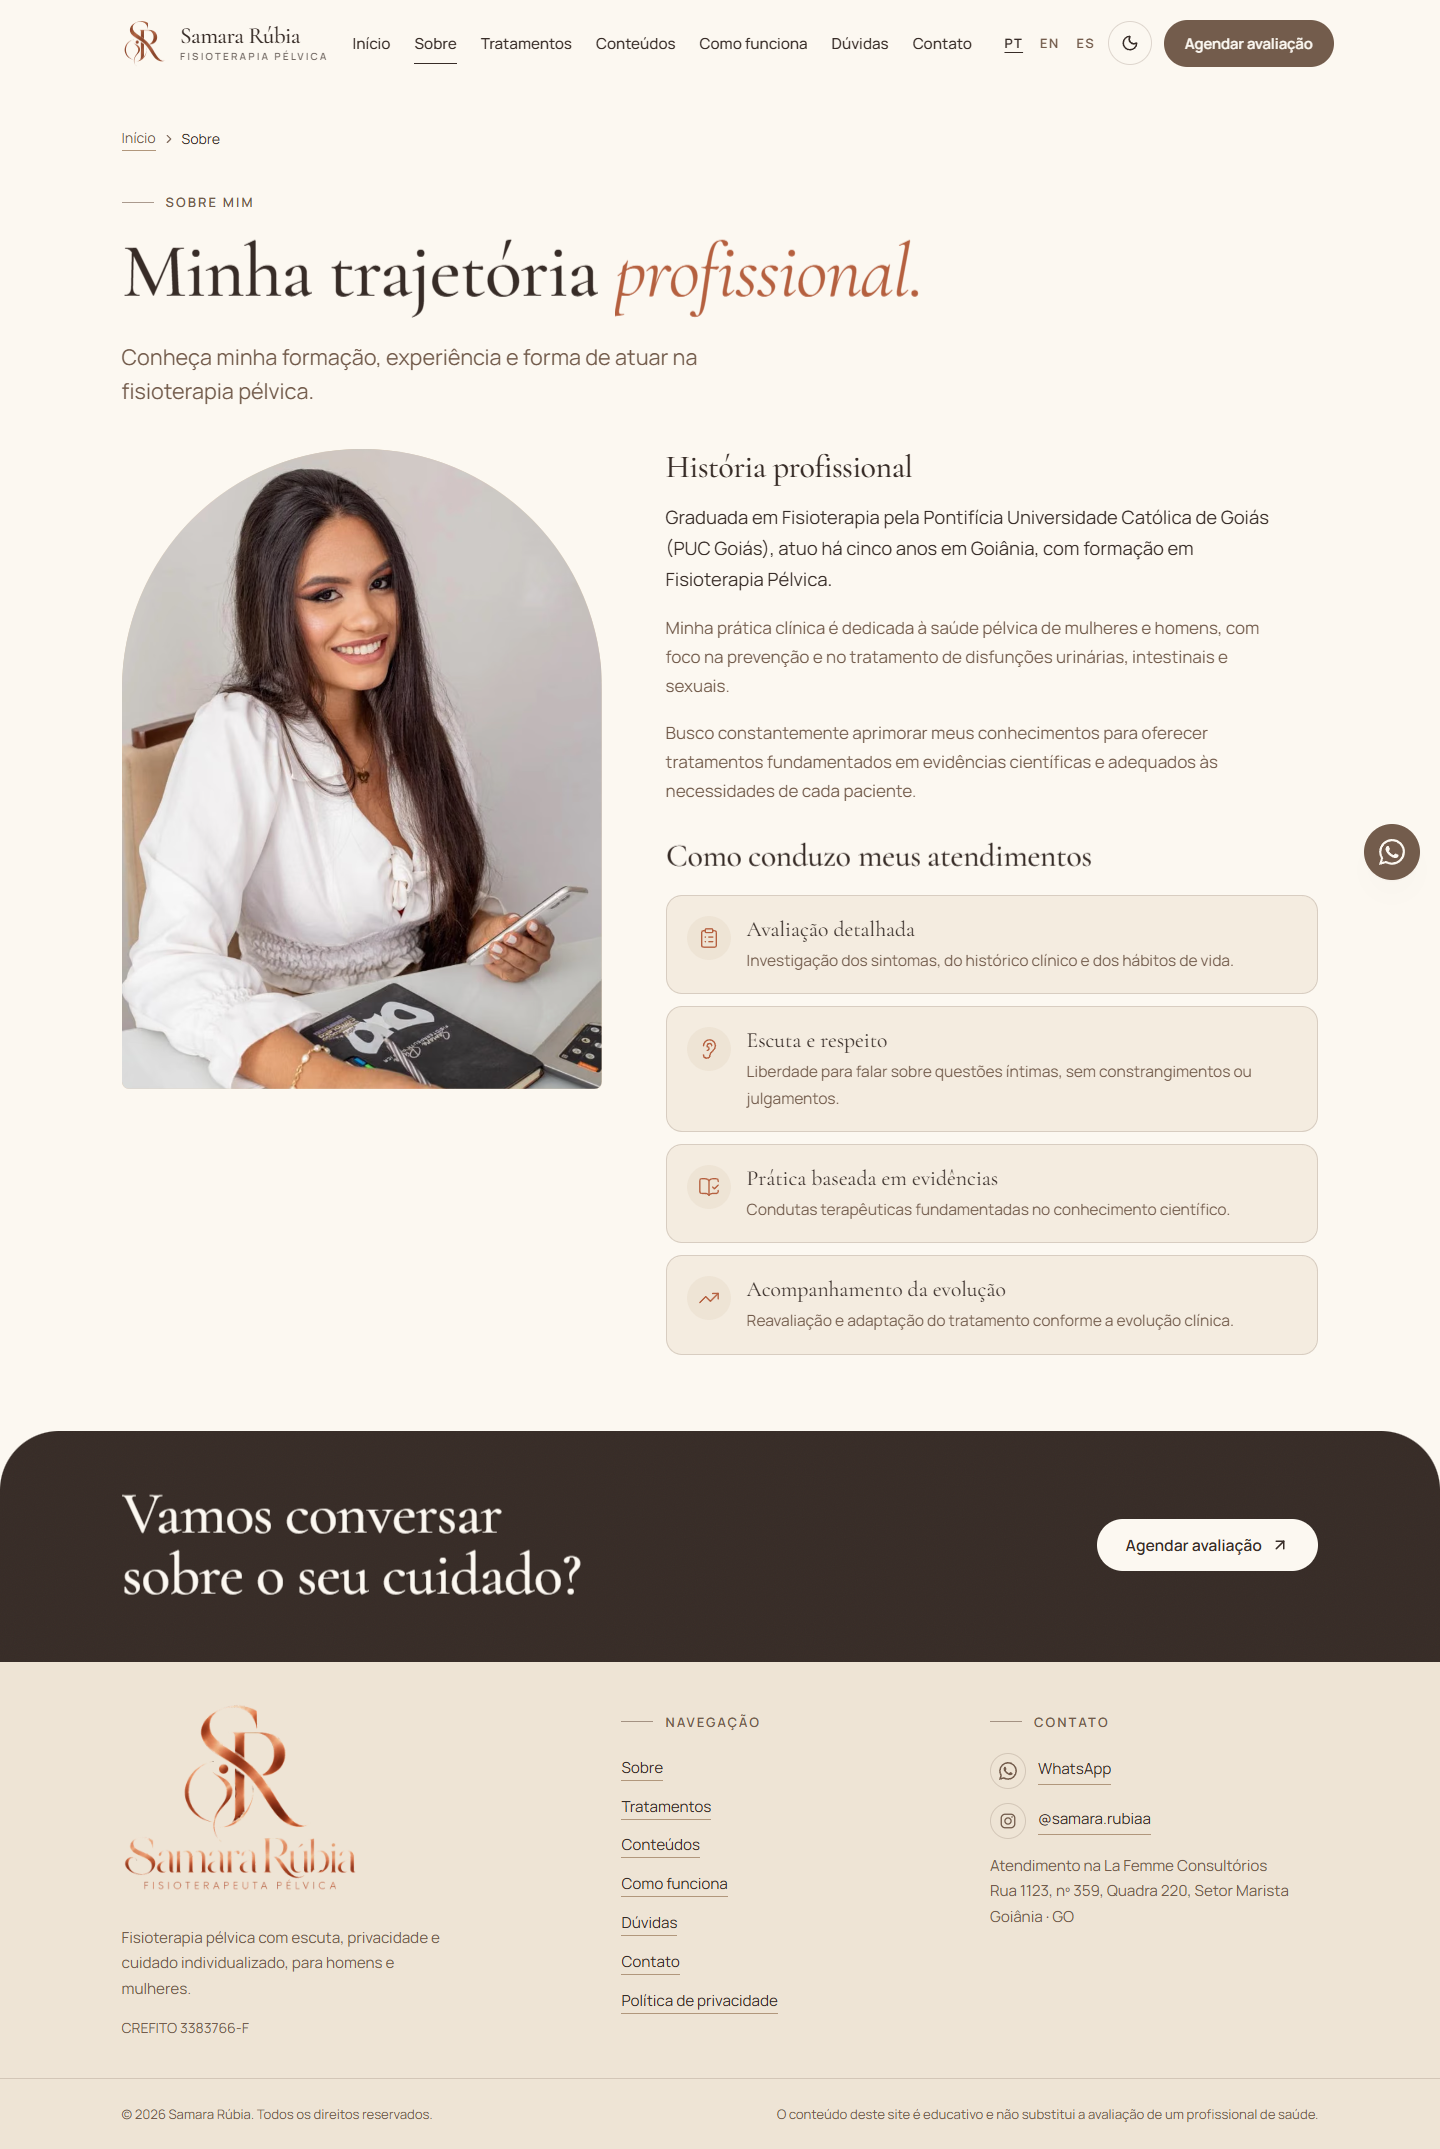 Samara Rúbia
FISIOTERAPIA PÉLVICA
Início
Sobre
Tratamentos
Conteúdos
Como funciona
Dúvidas
Contato
PT
EN
ES
Agendar avaliação
Início
Sobre
SOBRE MIM
Minha trajetória profissional.
Conheça minha formação, experiência e forma de atuar na
fisioterapia pélvica.
História profissional
Graduada em Fisioterapia pela Pontifícia Universidade Católica de Goiás
(PUC Goiás), atuo há cinco anos em Goiânia, com formação em
Fisioterapia Pélvica.
Minha prática clínica é dedicada à saúde pélvica de mulheres e homens, com
foco na prevenção e no tratamento de disfunções urinárias, intestinais e
sexuais.
Busco constantemente aprimorar meus conhecimentos para oferecer
tratamentos fundamentados em evidências científicas e adequados às
necessidades de cada paciente.
Como conduzo meus atendimentos
Avaliação detalhada
Investigação dos sintomas, do histórico clínico e dos hábitos de vida.
Escuta e respeito
Liberdade para falar sobre questões íntimas, sem constrangimentos ou
julgamentos.
Prática baseada em evidências
Condutas terapêuticas fundamentadas no conhecimento científico.
Acompanhamento da evolução
Reavaliação e adaptação do tratamento conforme a evolução clínica.
Vamos conversar
sobre o seu cuidado?
Agendar avaliação
SR
Samara Rúbia
FISIOTERAPEUTA PÉLVICA
Fisioterapia pélvica com escuta, privacidade e
cuidado individualizado, para homens e
mulheres.
CREFITO 3383766-F
NAVEGAÇÃO
Sobre
Tratamentos
Conteúdos
Como funciona
Dúvidas
Contato
Política de privacidade
CONTATO
WhatsApp
@samara.rubiaa
Atendimento na La Femme Consultórios
Rua 1123, nº 359, Quadra 220, Setor Marista
Goiânia · GO
© 2026 Samara Rúbia. Todos os direitos reservados.
O conteúdo deste site é educativo e não substitui a avaliação de um profissional de saúde.